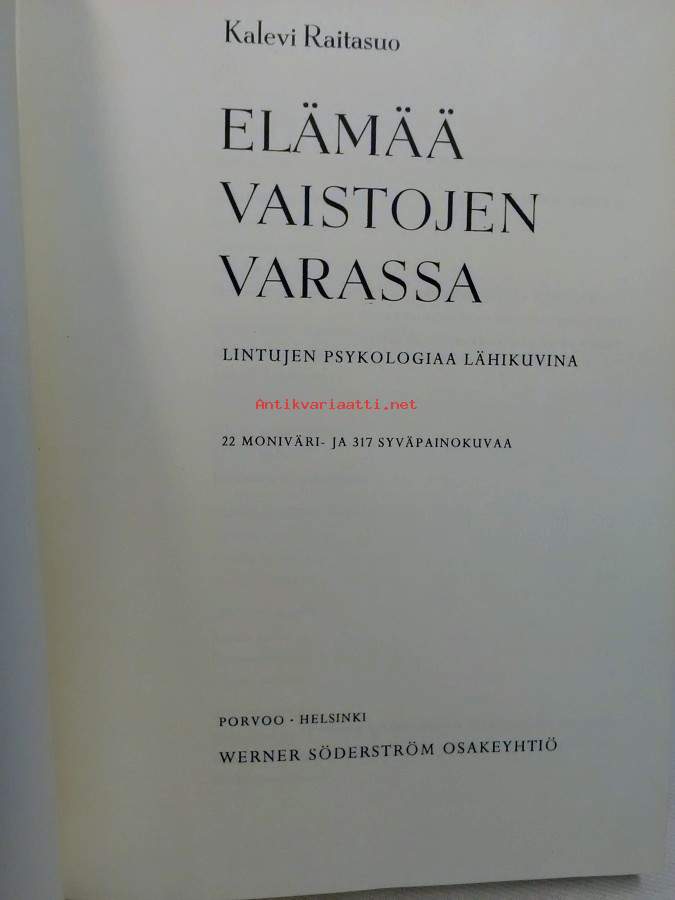 Kalevi Raitasuo
ELÄMÄÄ
VAISTOJEN
VARASSA
LINTUJEN PSYKOLOGIAA LÄHIKUVINA
Antikvariaatti.net
22 MONIVÄRI- JA 317 SYVÄPAINOKUVAA
PORVOO · HELSINKI
WERNER SÖDERSTRÖM OSAKEYHTIÖ